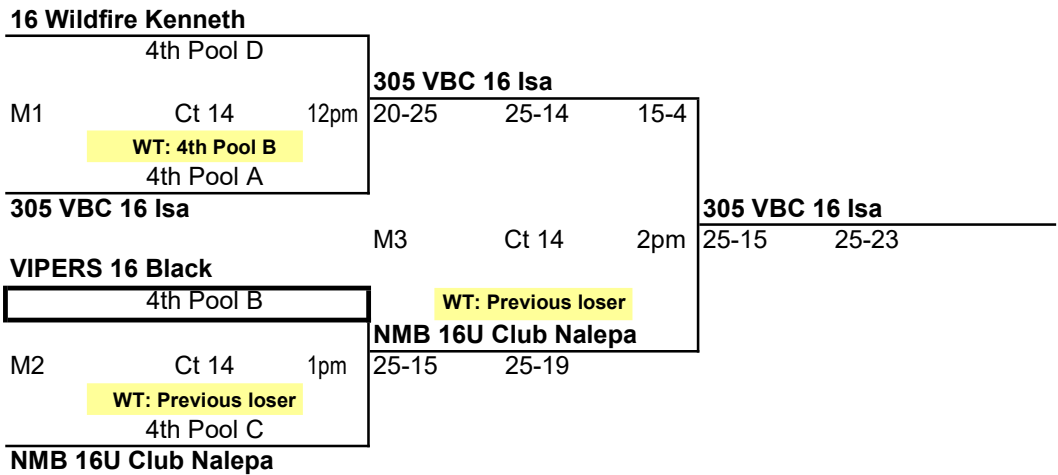 16 Wildfire Kenneth
4th Pool D
305 VBC 16 Isa
M1 Ct 14 12pm 20-25 25-14 15-4
WT: 4th Pool B
4th Pool A
305 VBC 16 Isa 305 VBC 16 Isa
M3 Ct 14 2pm 25-15 25-23
VIPERS 16 Black
4th Pool B WT: Previous loser
NMB 16U Club Nalepa
M2 Ct 14 1pm 25-15 25-19
WT: Previous loser
4th Pool C
NMB 16U Club Nalepa